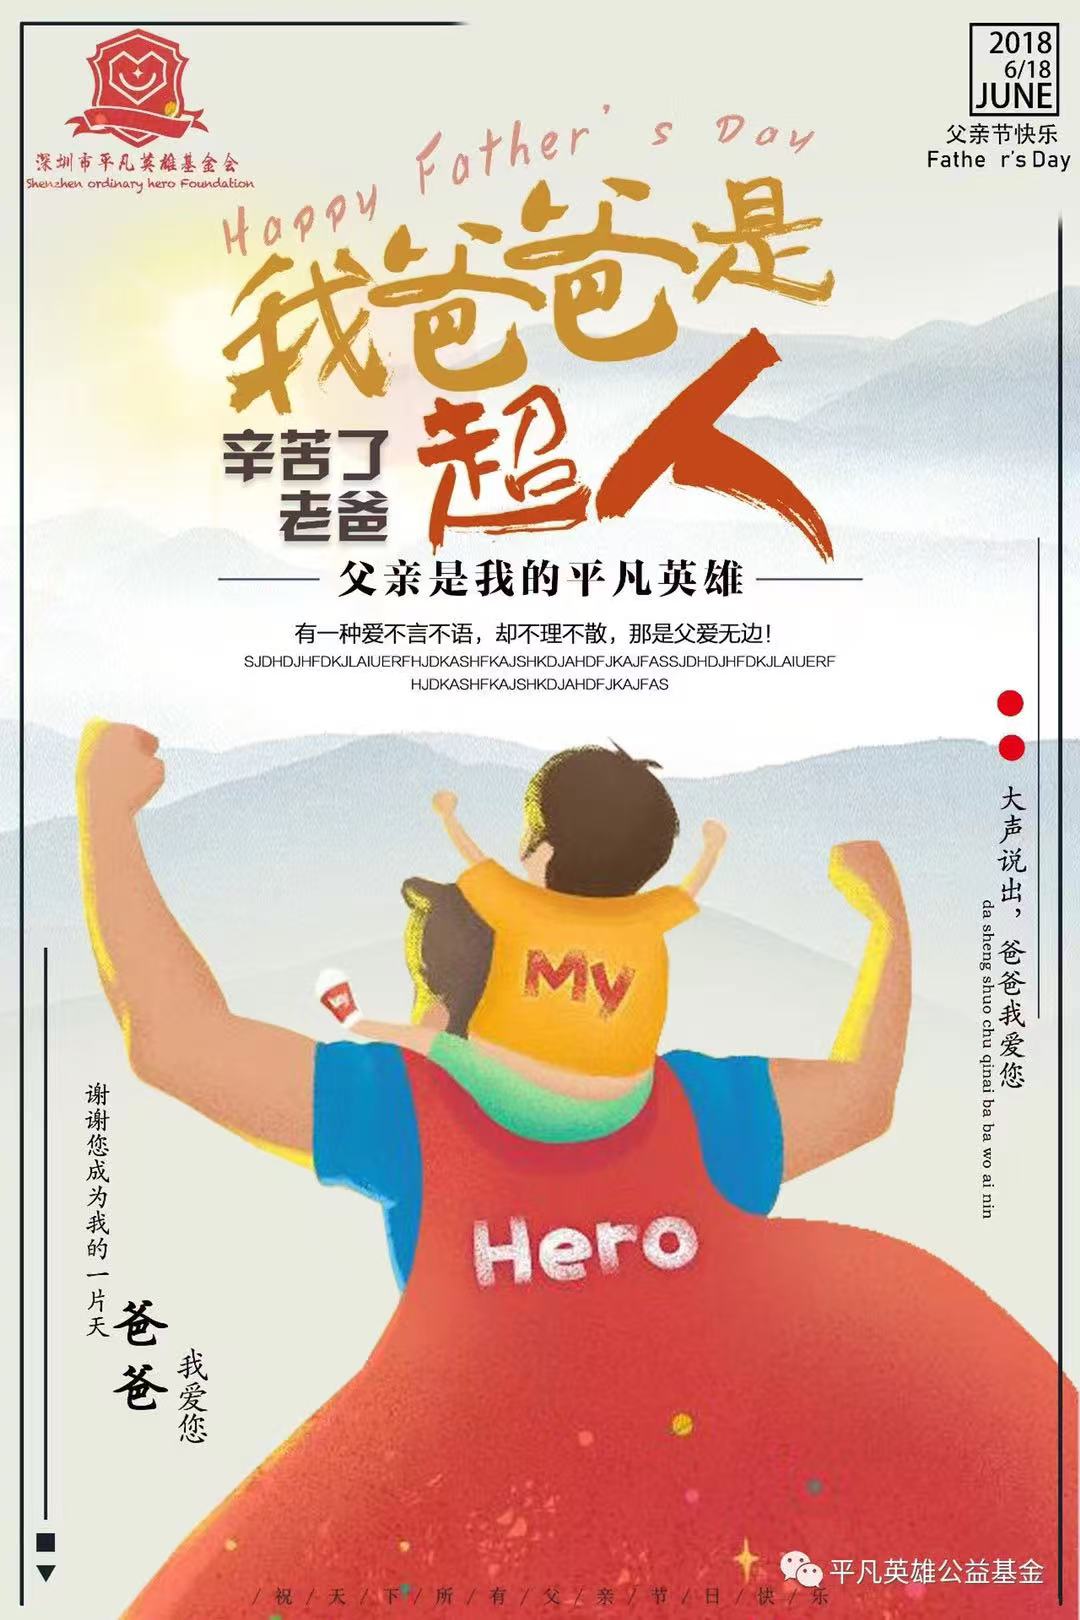 深圳市平凡英雄基金会
Shenzhen ordinary hero Foundation
2018
6/18
JUNE
父亲节快乐
Fathe r'sDay
Happy Father's Day
我爸爸是
超人
辛苦了
老爸
父亲是我的平凡英雄
有一种爱不言不语，却不理不散，那是父爱无边！
SJDHDJHFDKJLAIUERFHJDKASHFKAJSHKDJAHDFJKAJFASSJDHDJHFDKJLAIUERF
HJDKASHFKAJSHKDJAHDFJKAJFAS
大声说出，爸爸我爱您
da sheng shuo chu qinai ba ba wo ai nin
My
Hero
谢谢您成为我的一片天
爸爸
我爱您
平凡英雄公益基金
/祝/天/下/所/有/父/亲/节/日/快/乐